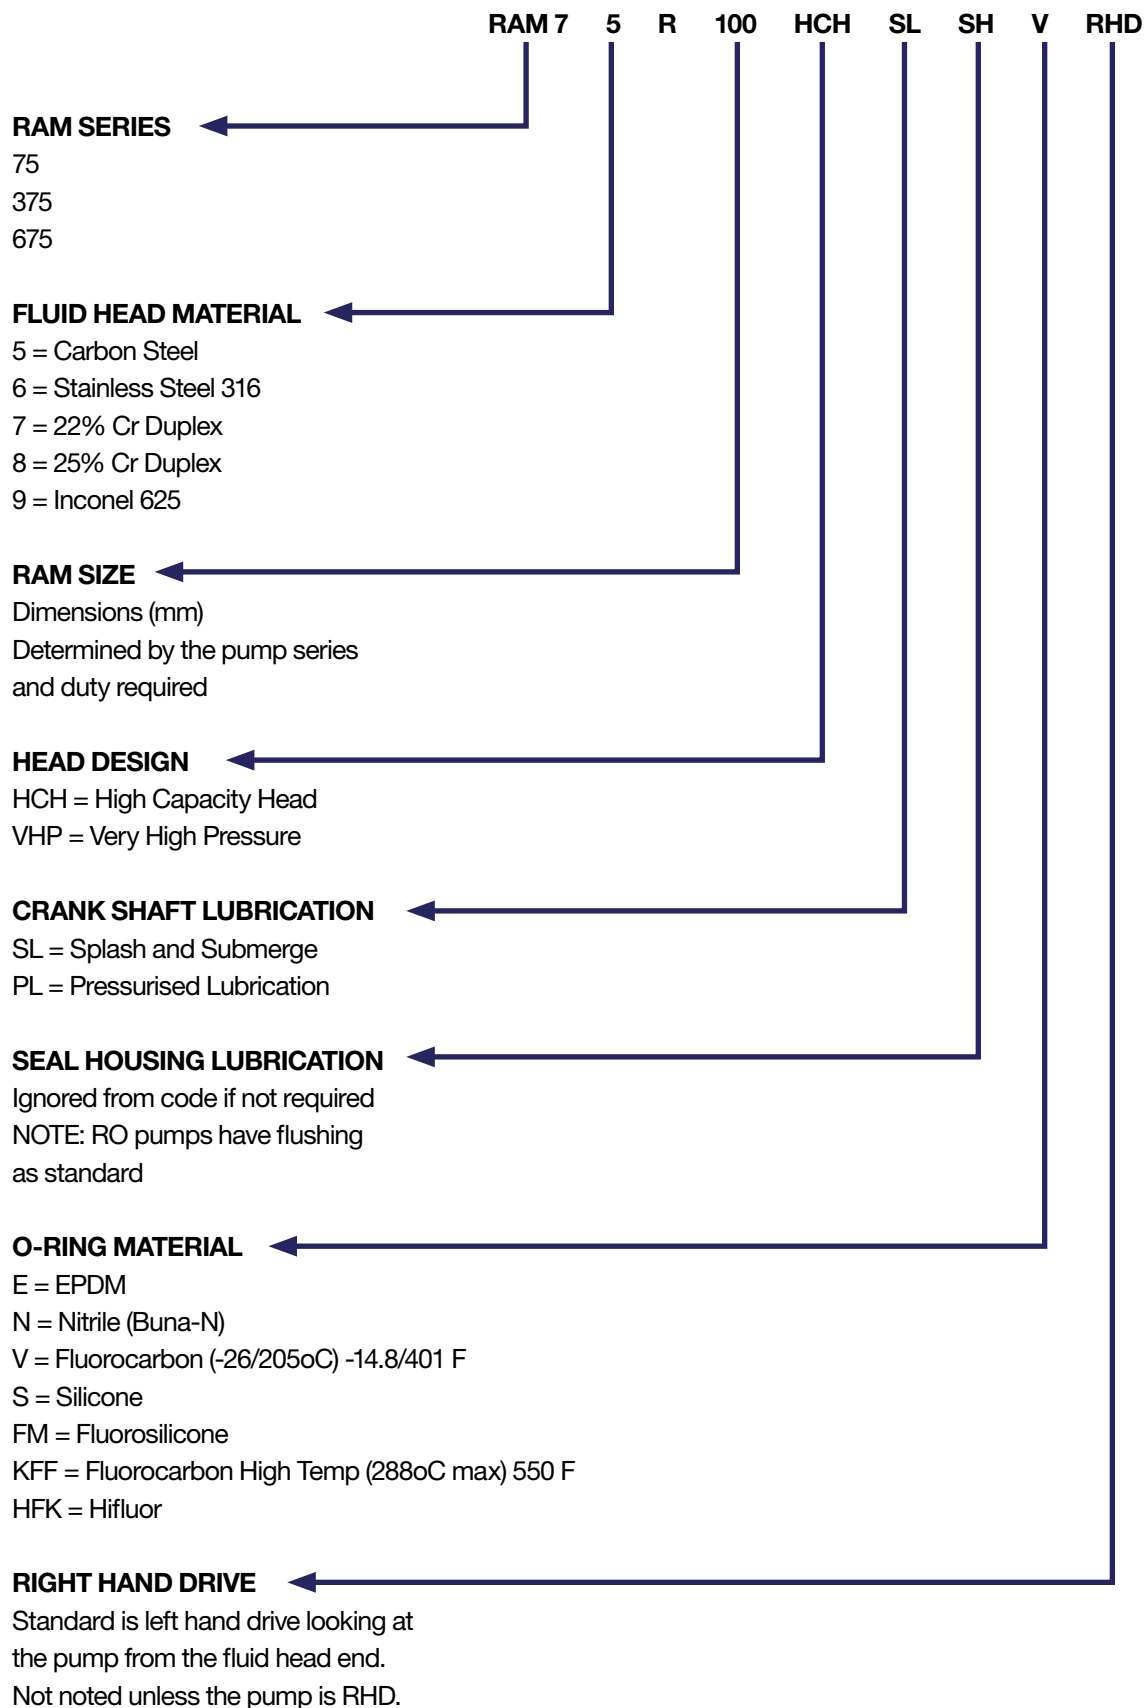 RAM 7 5 R 100 HCH SL SH V RHD
RAM SERIES
75
375
675
FLUID HEAD MATERIAL
5 = Carbon Steel
6 = Stainless Steel 316
7 = 22% Cr Duplex
8 = 25% Cr Duplex
9 = Inconel 625
RAM SIZE
Dimensions (mm)
Determined by the pump series
and duty required
HEAD DESIGN
HCH = High Capacity Head
VHP = Very High Pressure
CRANK SHAFT LUBRICATION
SL = Splash and Submerge
PL = Pressurised Lubrication
SEAL HOUSING LUBRICATION
Ignored from code if not required
NOTE: RO pumps have flushing
as standard
O-RING MATERIAL
E = EPDM
N = Nitrile (Buna-N)
V = Fluorocarbon (-26/205oC) -14.8/401 F
S = Silicone
FM = Fluorosilicone
KFF = Fluorocarbon High Temp (288oC max) 550 F
HFK = Hifluor
RIGHT HAND DRIVE
Standard is left hand drive looking at
the pump from the fluid head end.
Not noted unless the pump is RHD.